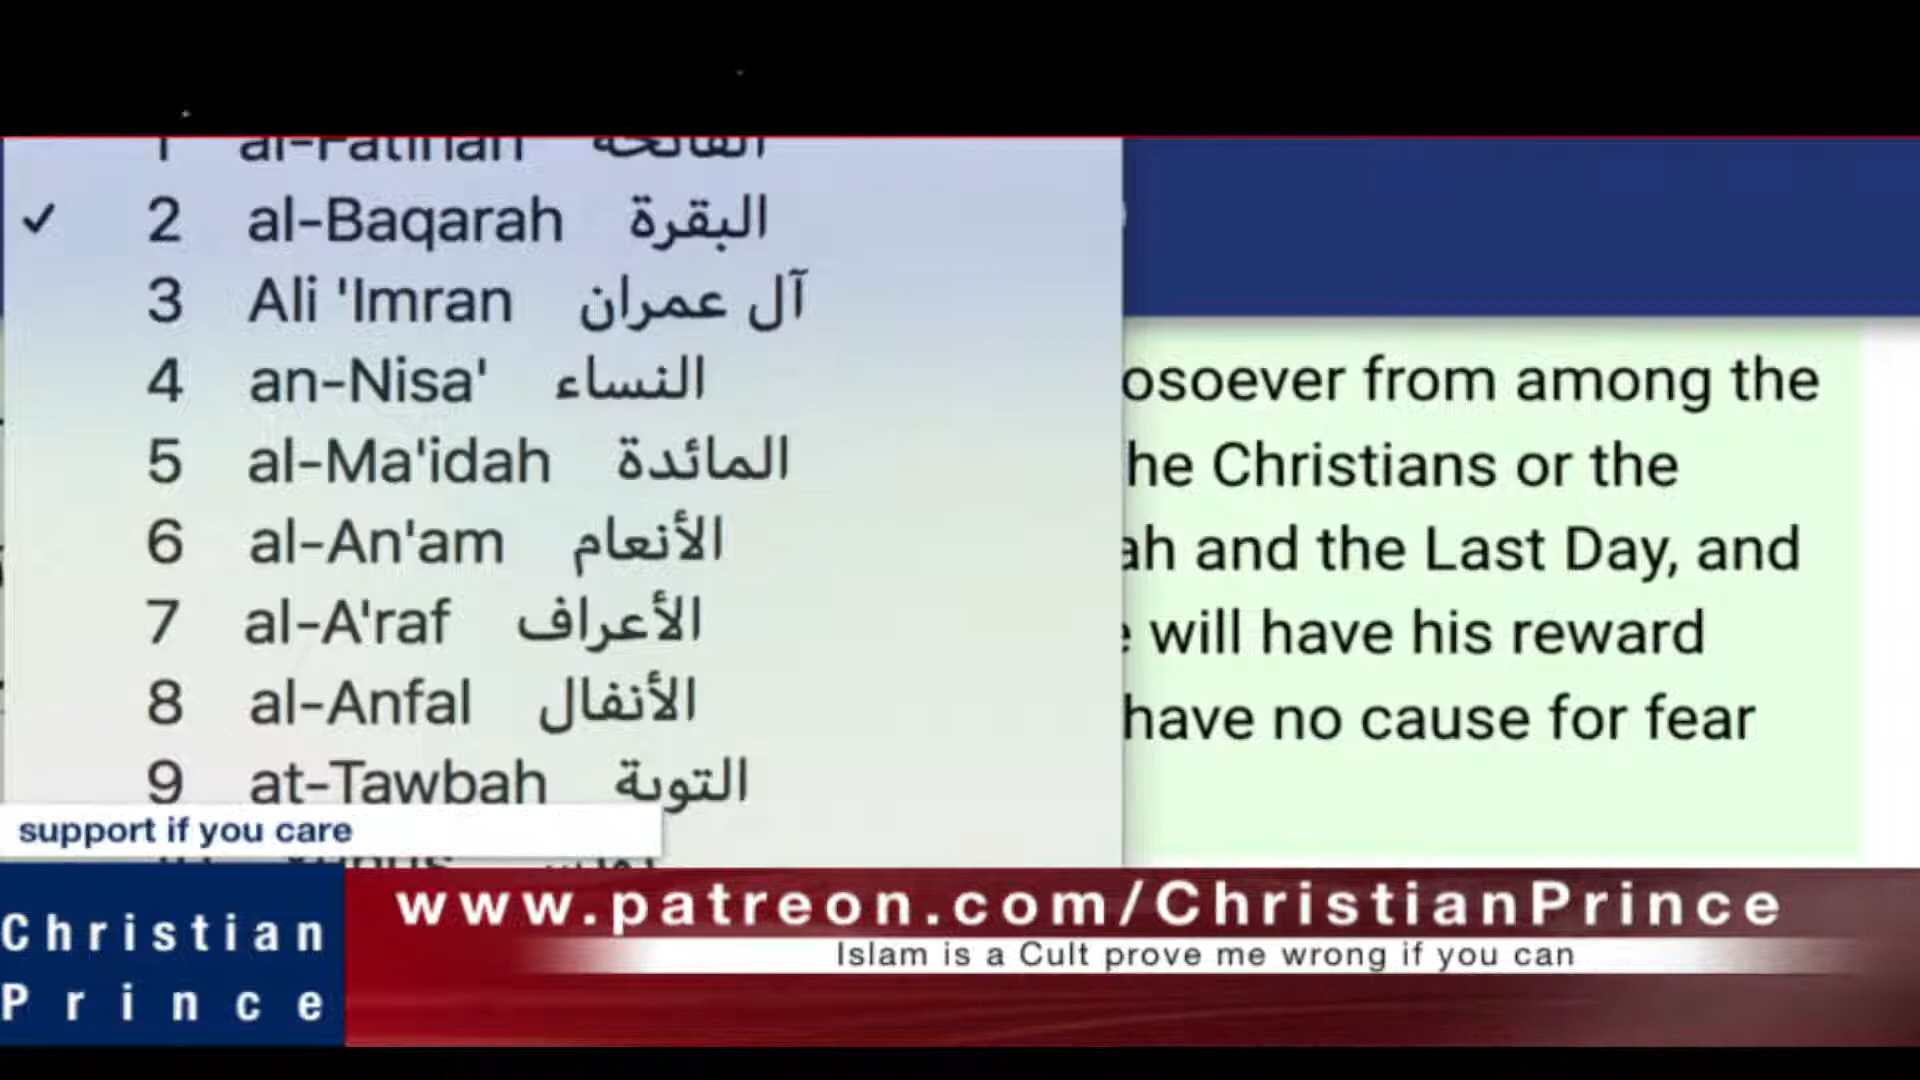 1 al-Fatihah الفاتحة
✓ 2 al-Baqarah البقرة
3 Ali 'Imran آل عمران
4 an-Nisa' النساء
5 al-Ma'idah المائدة
6 al-An'am الأنعام
7 al-A'raf الأعراف
8 al-Anfal الأنفال
9 at-Tawbah التوبة
osoever from among the
he Christians or the
ah and the Last Day, and
will have his reward
have no cause for fear
support if you care
Christian
Prince
www.patreon.com/ChristianPrince
Islam is a Cult prove me wrong if you can